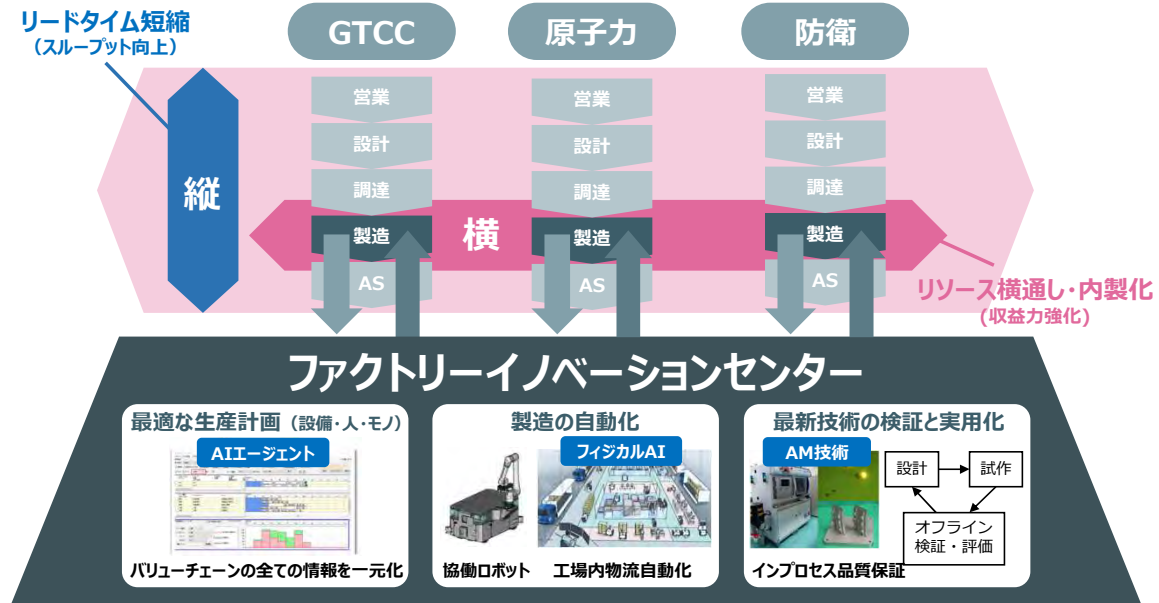 リードタイム短縮
（スループット向上）
GTCC
原子力
防衛
縦
営業
設計
調達
製造
AS
横
営業
設計
調達
製造
AS
営業
設計
調達
製造
AS
リソース横通し・内製化
(収益力強化)
ファクトリーイノベーションセンター
最適な生産計画（設備・人・モノ）
AIエージェント
バリューチェーンの全ての情報を一元化
製造の自動化
フィジカルAI
協働ロボット
工場内物流自動化
最新技術の検証と実用化
AM技術
設計
試作
オフライン
検証・評価
インプロセス品質保証